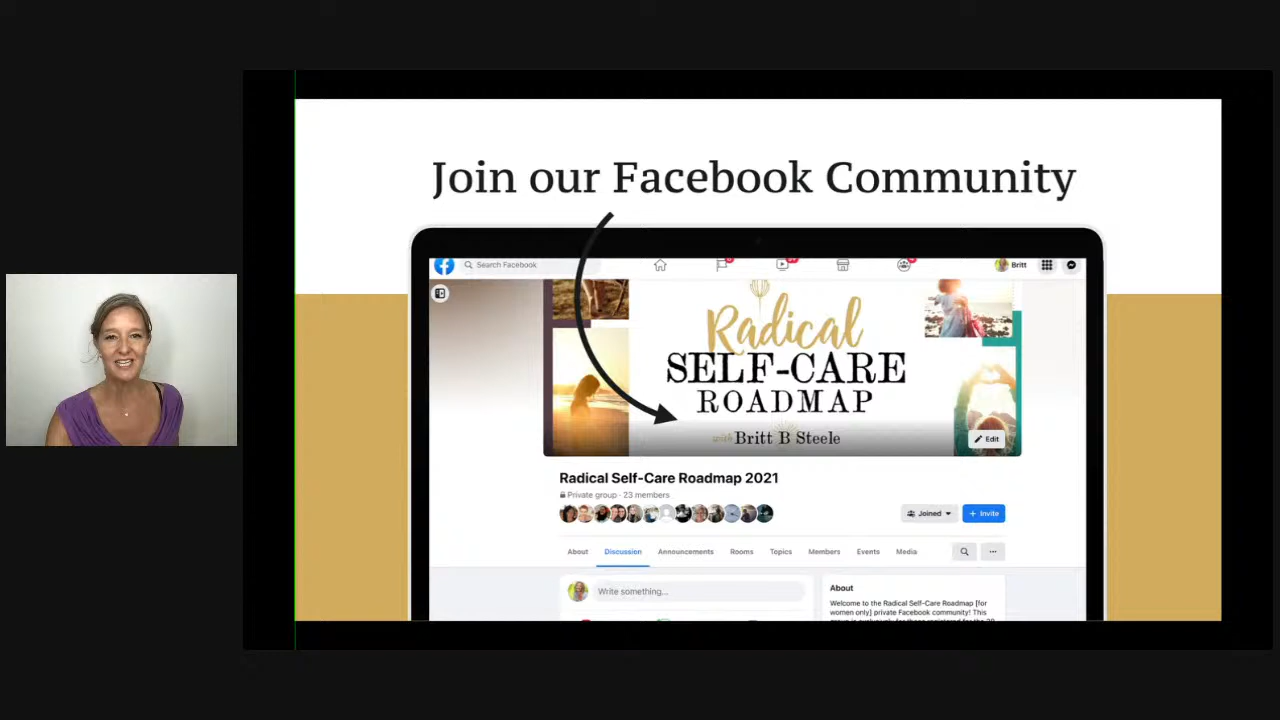 Join our Facebook Community
Search Facebook
Britt
Radical
SELF-CARE
ROADMAP
with Britt B Steele
Edit
Radical Self-Care Roadmap 2021
Private group · 23 members
Joined
+ Invite
About Discussion Announcements Rooms Topics Members Events Media
Write something...
About
Welcome to the Radical Self-Care Roadmap [for
women only] private Facebook community! This